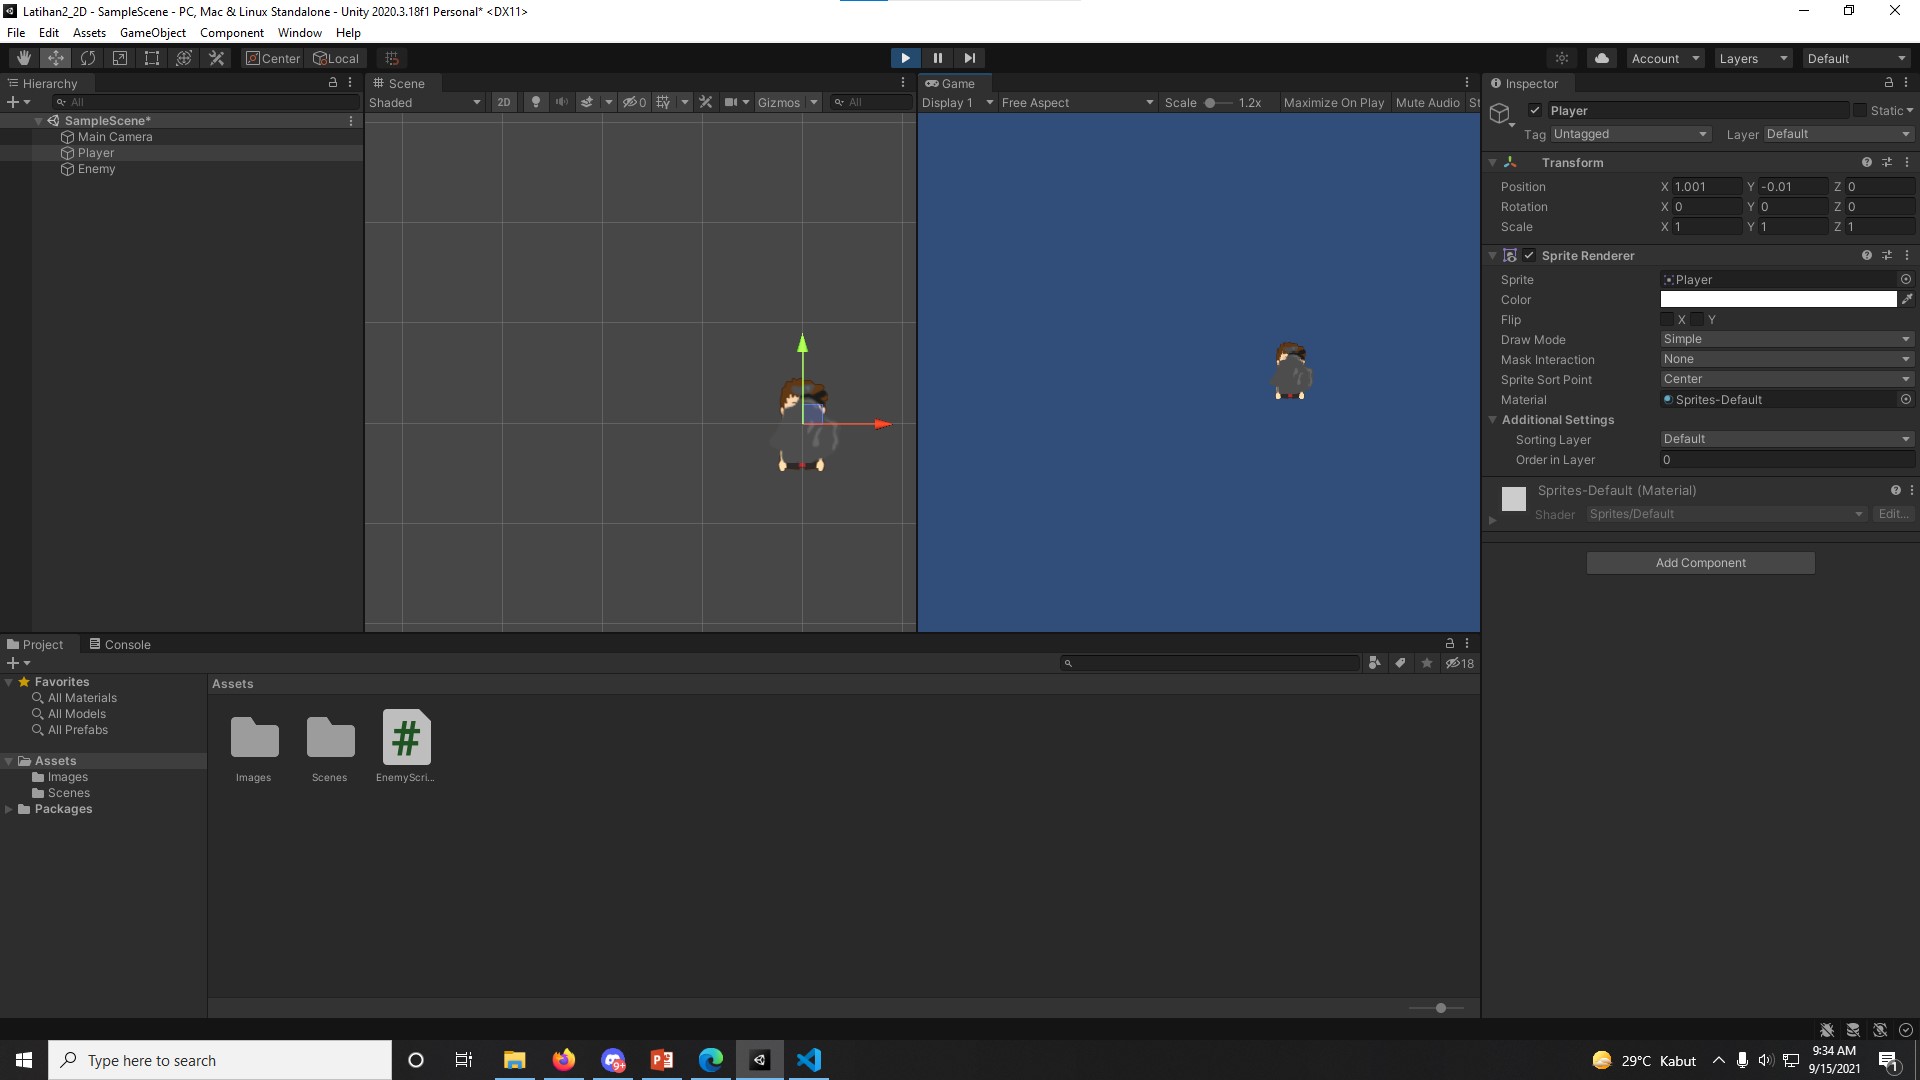 Latihan2_2D - SampleScene - PC, Mac & Linux Standalone - Unity 2020.3.18f1 Personal* <DX11>
File Edit Assets GameObject Component Window Help
Center Local Account Layers Default
Hierarchy
All
SampleScene*
Main Camera
Player
Enemy
Scene
Shaded 2D 0 Gizmos All
Game
Display 1 Free Aspect Scale 1.2x Maximize On Play Mute Audio St
Inspector
Player Static
Tag Untagged Layer Default
Transform
Position X 1.001 Y -0.01 Z 0
Rotation X 0 Y 0 Z 0
Scale X 1 Y 1 Z 1
Sprite Renderer
Sprite Player
Color
Flip X Y
Draw Mode Simple
Mask Interaction None
Sprite Sort Point Center
Material Sprites-Default
Additional Settings
Sorting Layer Default
Order in Layer 0
Sprites-Default (Material)
Shader Sprites/Default Edit...
Add Component
Project Console
18
Favorites
All Materials
All Models
All Prefabs
Assets
Images
Scenes
Packages
Assets
Images Scenes EnemyScri...
Type here to search
9+
29°C Kabut
9:34 AM
9/15/2021
1